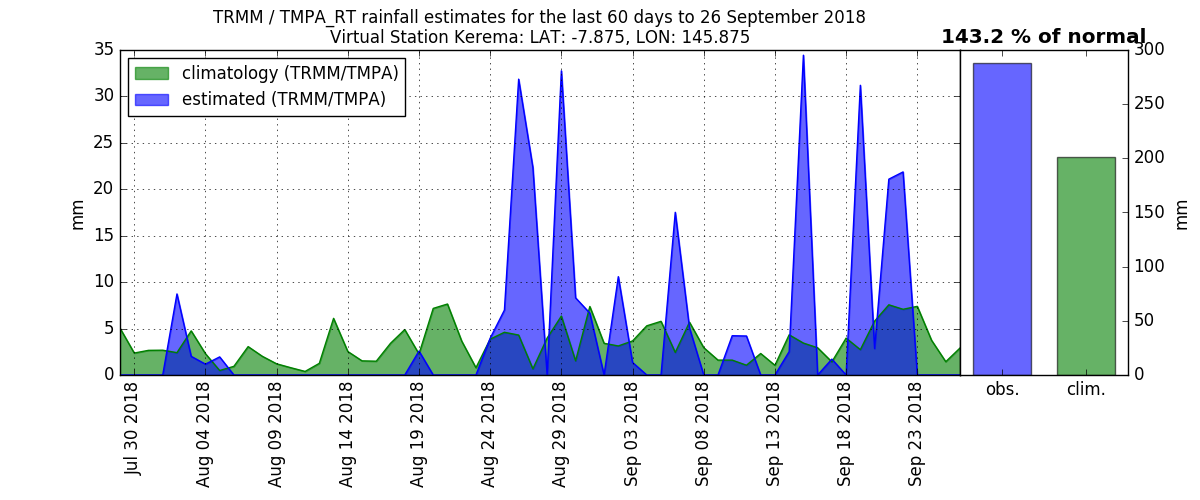 TRMM / TMPA_RT rainfall estimates for the last 60 days to 26 September 2018
Virtual Station Kerema: LAT: -7.875, LON: 145.875
143.2 % of normal
climatology (TRMM/TMPA)
estimated (TRMM/TMPA)
mm
35
30
25
20
15
10
5
0
Jul 30 2018
Aug 04 2018
Aug 09 2018
Aug 14 2018
Aug 19 2018
Aug 24 2018
Aug 29 2018
Sep 03 2018
Sep 08 2018
Sep 13 2018
Sep 18 2018
Sep 23 2018
obs.
clim.
300
250
200
150
100
50
0
mm